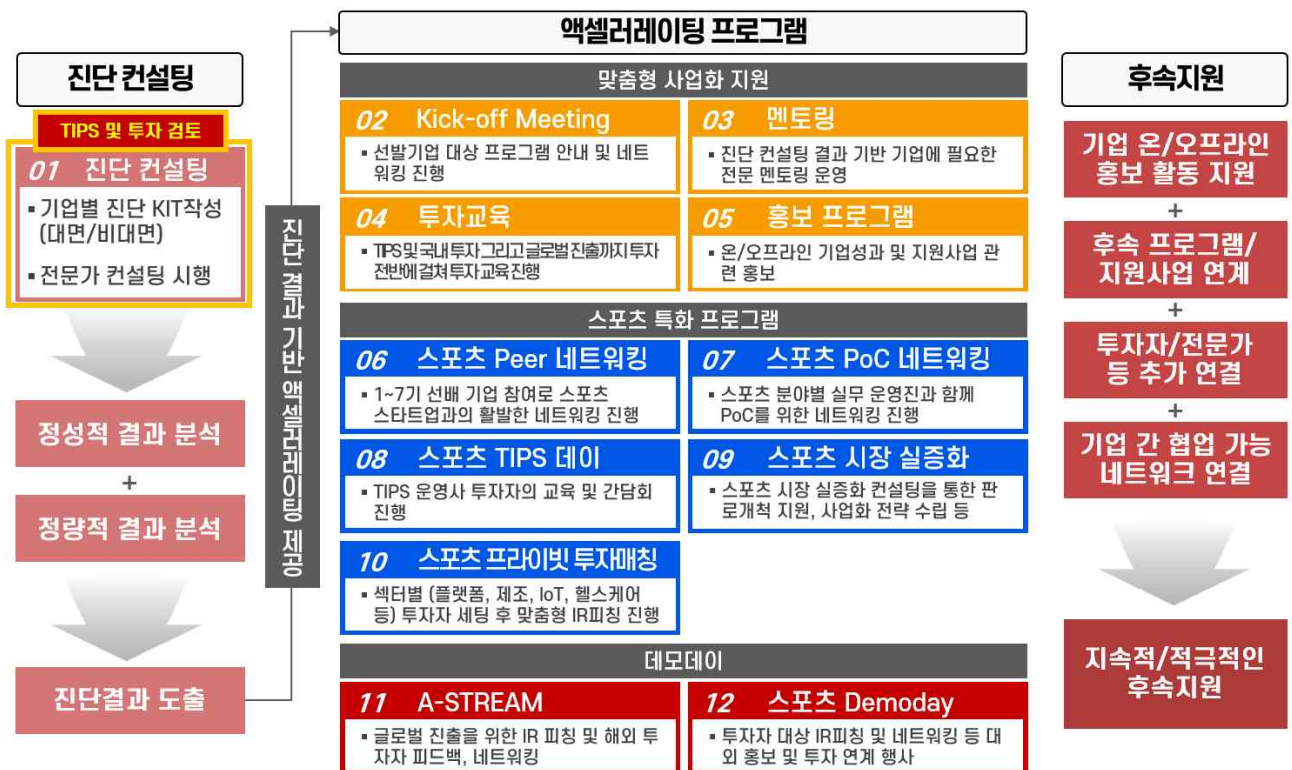 진단 컨설팅
TIPS 및 투자 검토
01 진단 컨설팅
▪ 기업별 진단 KIT작성
(대면/비대면)
▪ 전문가 컨설팅 시행
정성적 결과 분석
+
정량적 결과 분석
진단결과 도출
진단 결과 기반 액셀러레이팅 제공
액셀러레이팅 프로그램
맞춤형 사업화 지원
02 Kick-off Meeting
▪ 선발기업 대상 프로그램 안내 및 네트
워킹 진행
03 멘토링
▪ 진단 컨설팅 결과 기반 기업에 필요한
전문 멘토링 운영
04 투자교육
▪ TIPS 및 국내 투자 그리고 글로벌 진출까지 투자
전반에 걸쳐 투자 교육 진행
05 홍보 프로그램
▪ 온/오프라인 기업성과 및 지원사업 관
련 홍보
스포츠 특화 프로그램
06 스포츠 Peer 네트워킹
▪ 1~7기 선배 기업 참여로 스포츠
스타트업과의 활발한 네트워킹 진행
07 스포츠 PoC 네트워킹
▪ 스포츠 분야별 실무 운영진과 함께
PoC를 위한 네트워킹 진행
08 스포츠 TIPS 데이
▪ TIPS 운영사 투자자의 교육 및 간담회
진행
09 스포츠 시장 실증화
▪ 스포츠 시장 실증화 컨설팅을 통한 판
로개척 지원, 사업화 전략 수립 등
10 스포츠 프라이빗 투자매칭
▪ 섹터별 (플랫폼, 제조, IoT, 헬스케어
등) 투자자 세팅 후 맞춤형 IR피칭 진행
데모데이
11 A-STREAM
▪ 글로벌 진출을 위한 IR 피칭 및 해외 투
자자 피드백, 네트워킹
12 스포츠 Demoday
▪ 투자자 대상 IR피칭 및 네트워킹 등 대
외 홍보 및 투자 연계 행사
후속지원
기업 온/오프라인
홍보 활동 지원
+
후속 프로그램/
지원사업 연계
+
투자자/전문가
등 추가 연결
+
기업 간 협업 가능
네트워크 연결
지속적/적극적인
후속지원